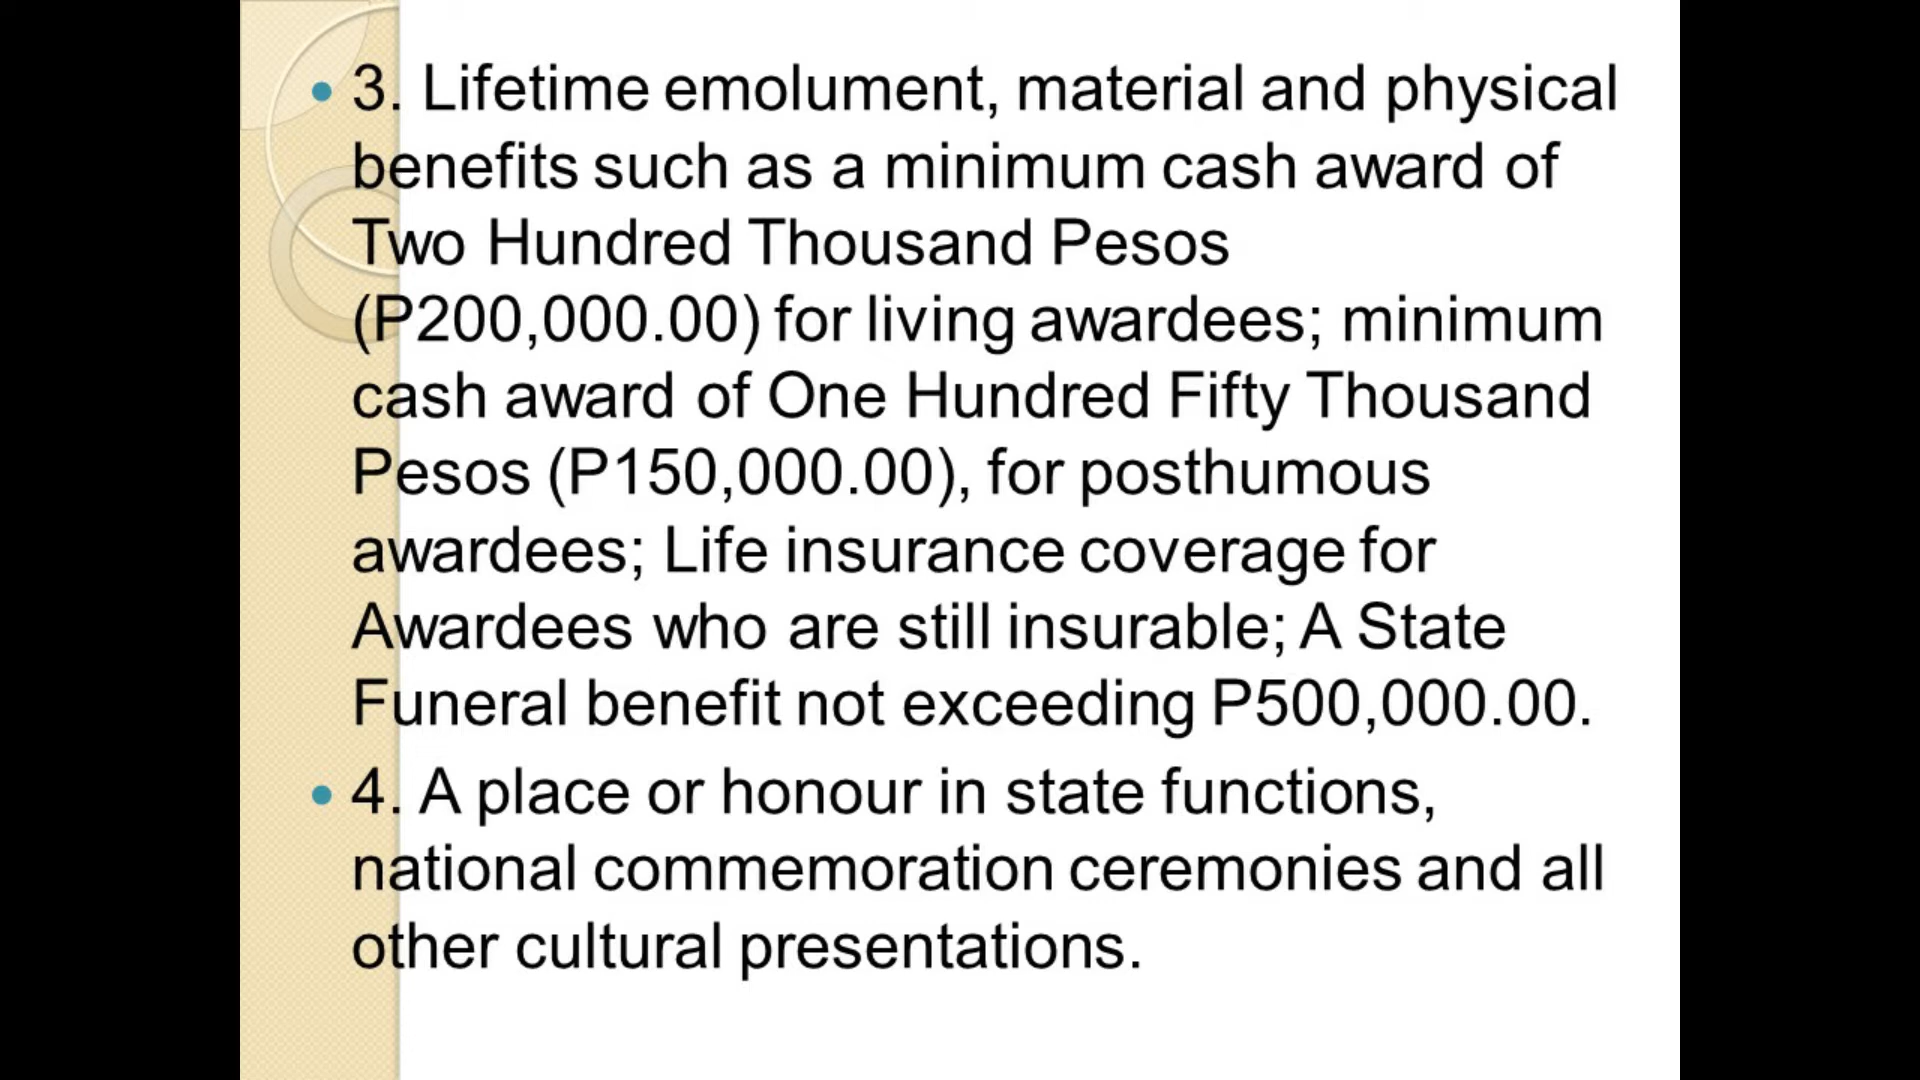 3. Lifetime emolument, material and physical
benefits such as a minimum cash award of
Two Hundred Thousand Pesos
(P200,000.00) for living awardees; minimum
cash award of One Hundred Fifty Thousand
Pesos (P150,000.00), for posthumous
awardees; Life insurance coverage for
Awardees who are still insurable; A State
Funeral benefit not exceeding P500,000.00.
4. A place or honour in state functions,
national commemoration ceremonies and all
other cultural presentations.